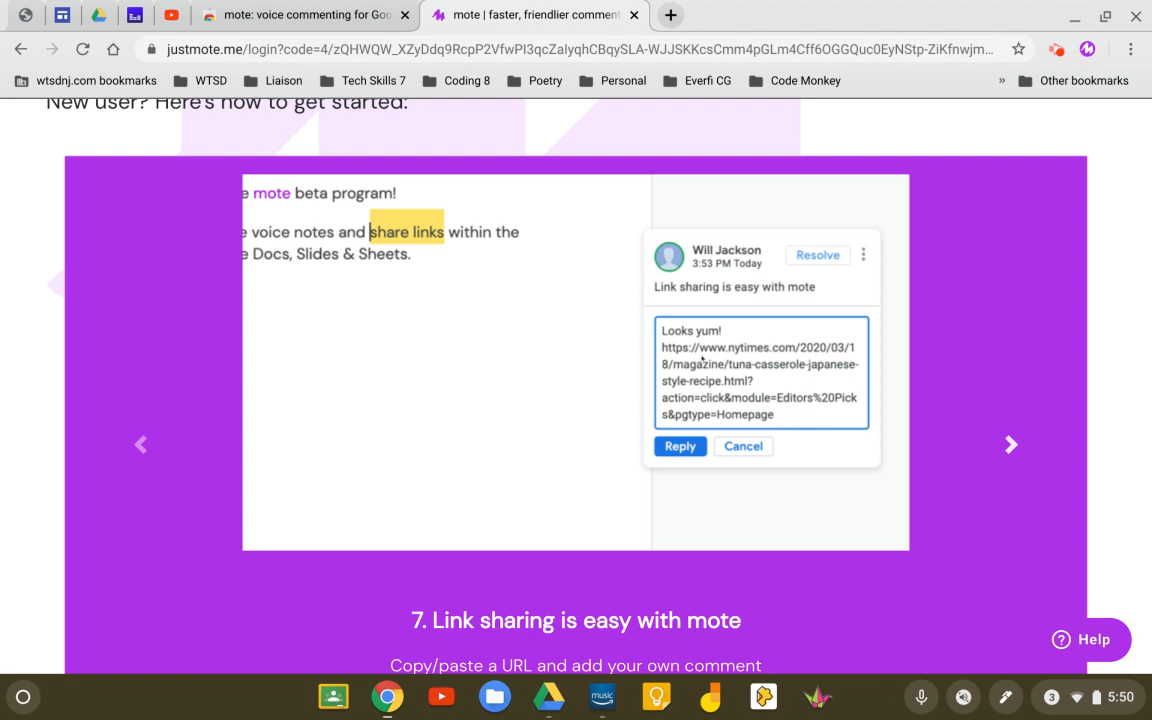 mote: voice commenting for Goo
mote | faster, friendlier comment
justmote.me/login?code=4/zQHWQW_XZyDdq9RcpP2VfwPI3qcZalyqhCBqySLA-WJJSKKcsCmm4pGLm4Cff6OGGQuc0EyNStp-ZiKfnwjm...
wtsdnj.com bookmarks WTSD Liaison Tech Skills 7 Coding 8 Poetry Personal Everfi CG Code Monkey » Other bookmarks
New user? Here's how to get started:
e mote beta program!
e voice notes and share links within the
e Docs, Slides & Sheets.
Will Jackson
3:53 PM Today
Resolve
Link sharing is easy with mote
Looks yum!
https://www.nytimes.com/2020/03/1
8/magazine/tuna-casserole-japanese-
style-recipe.html?
action=click&module=Editors%20Pick
s&pgtype=Homepage
Reply Cancel
7. Link sharing is easy with mote
Copy/paste a URL and add your own comment
Help
music
3 5:50